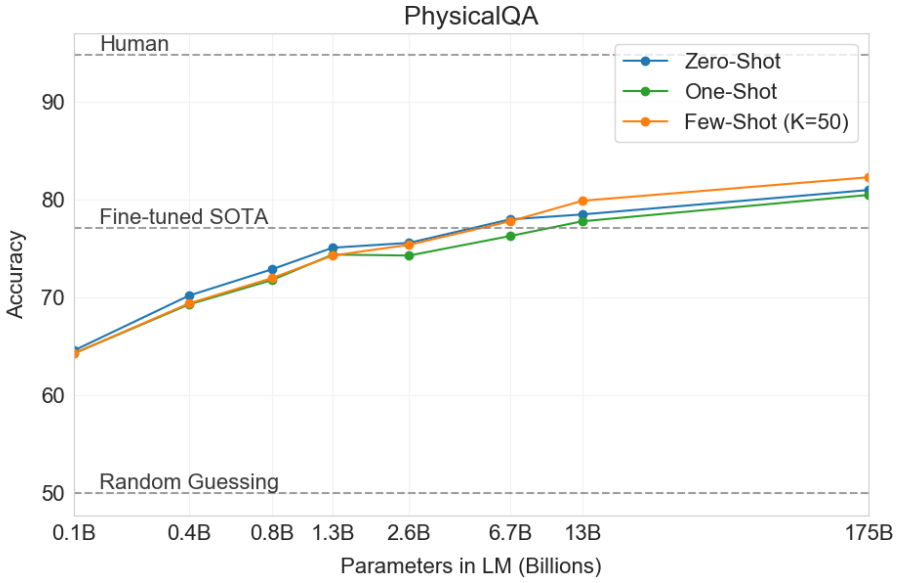 PhysicalQA
Human
Zero-Shot
One-Shot
Few-Shot (K=50)
90
80
Fine-tuned SOTA
70
60
Random Guessing
50
Accuracy
0.1B 0.4B 0.8B 1.3B 2.6B 6.7B 13B 175B
Parameters in LM (Billions)